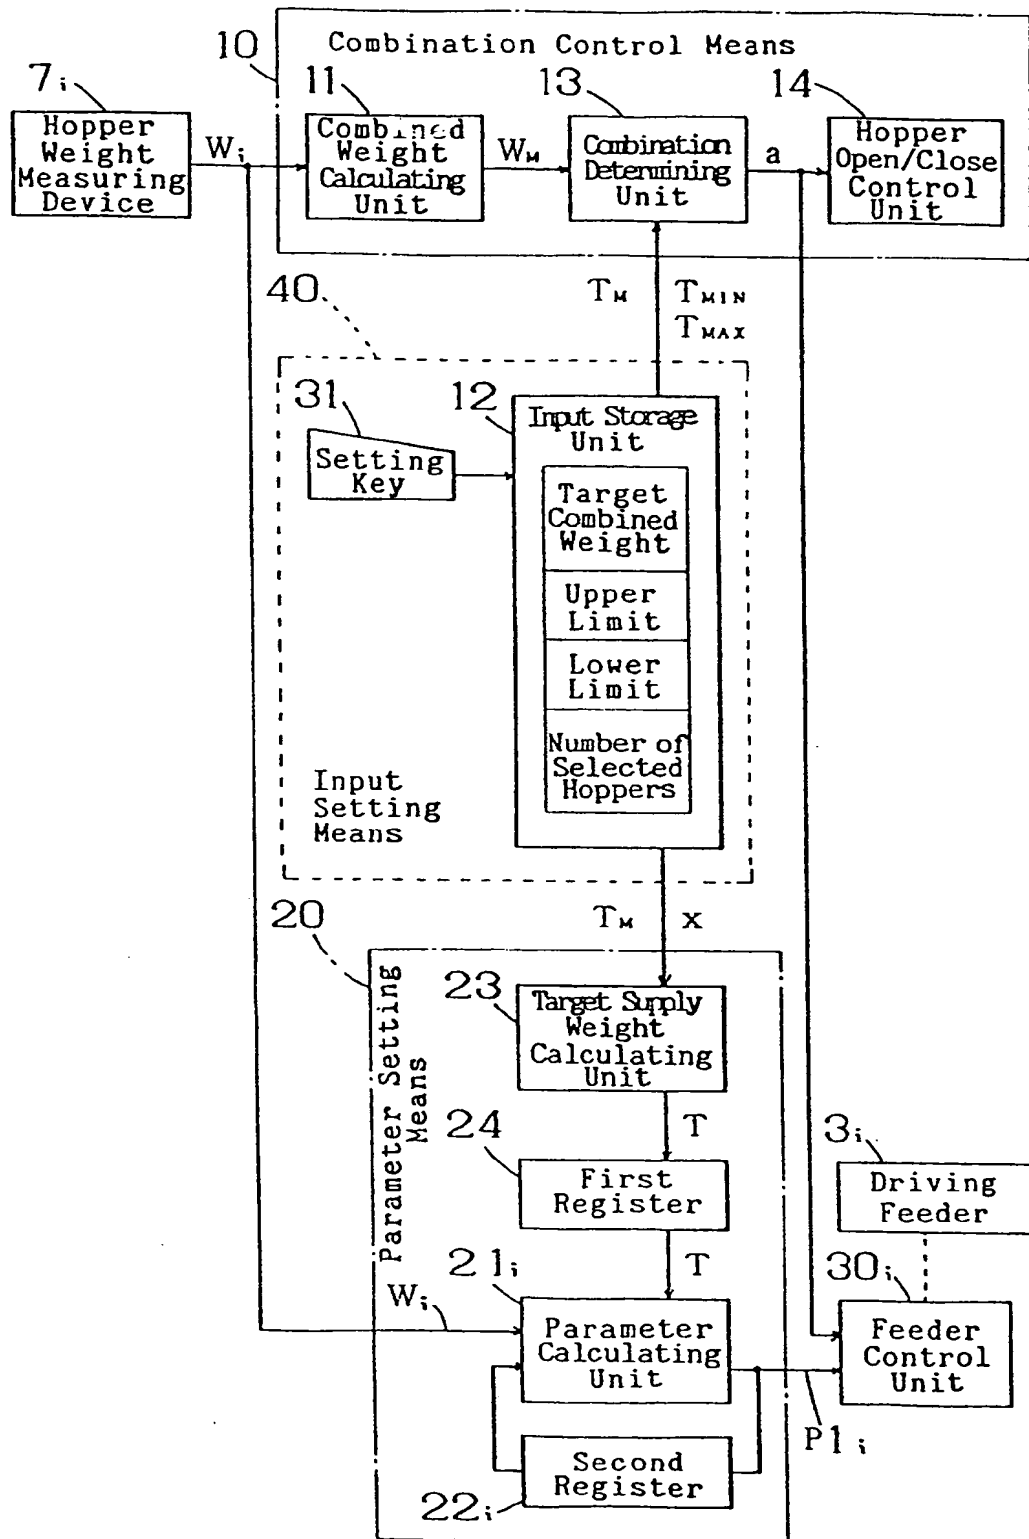 10
Combination Control Means
7i
11
13
14
Hopper
Weight
Measuring
Device
Wi
Combined
Weight
Calculating
Unit
WM
Combination
Determining
Unit
a
Hopper
Open/Close
Control
Unit
40
TM
TMIN
TMAX
31
12
Setting
Key
Input Storage
Unit
Target
Combined
Weight
Upper
Limit
Lower
Limit
Number of
Selected
Hoppers
Input
Setting
Means
20
TM
x
Parameter Setting
Means
23
Target Supply
Weight
Calculating
Unit
T
24
First
Register
3i
Driving
Feeder
T
21i
30i
Wi
Parameter
Calculating
Unit
Feeder
Control
Unit
P1i
Second
Register
22i